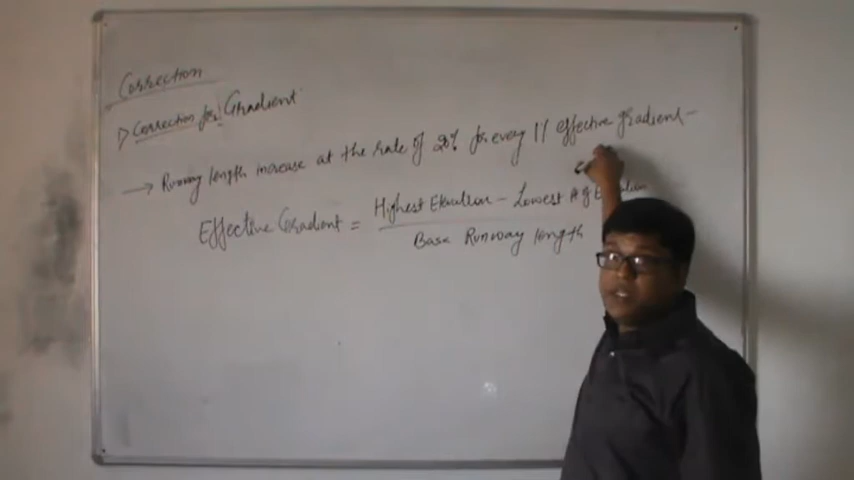 Correction
1) Correction for Gradient
→ Runway length increase at the rate of 20% for every 1% effective gradient
Effective Gradient = Highest Elevation - Lowest
Base Runway length